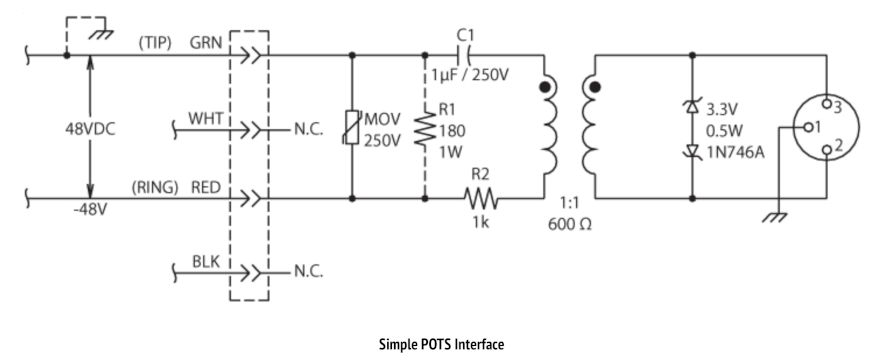 (TIP) GRN
C1
1µF / 250V
48VDC
WHT
N.C.
MOV
250V
R1
180
1W
3.3V
0.5W
1N746A
3
1
2
(RING) RED
-48V
R2
1k
1:1
600 Ω
BLK
N.C.
Simple POTS Interface